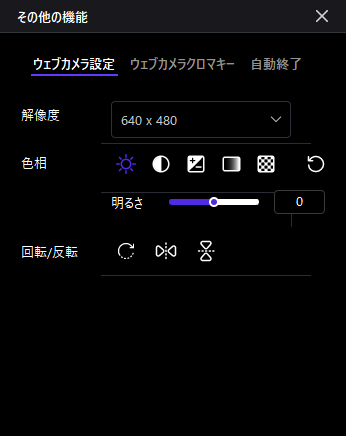 その他の機能
ウェブカメラ設定 ウェブカメラクロマキー 自動終了
解像度 640 x 480
色相
明るさ 0
回転/反転